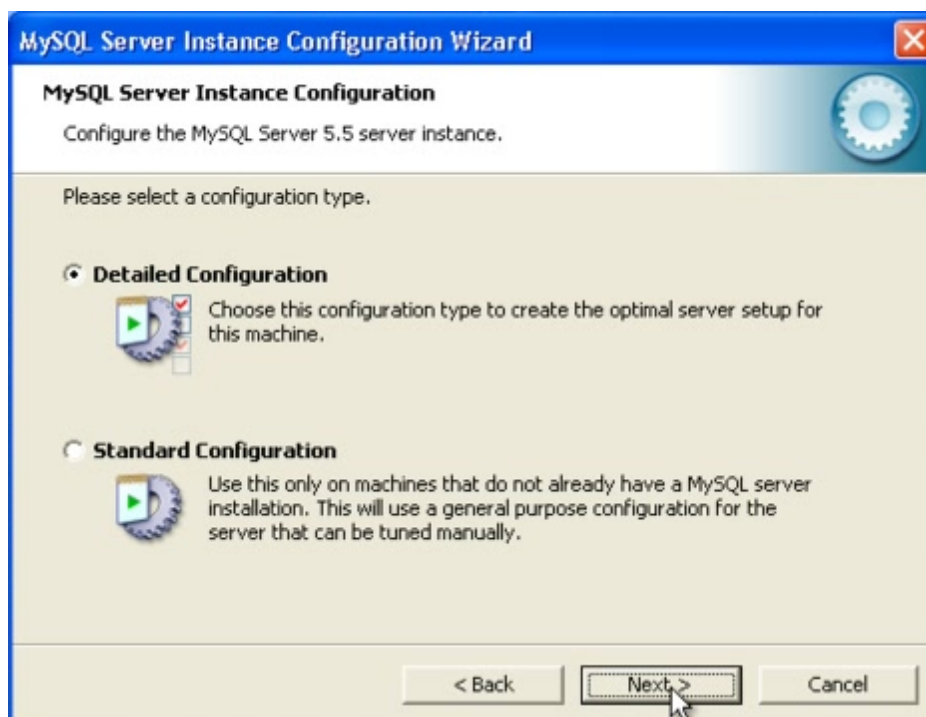 MySQL Server Instance Configuration Wizard
MySQL Server Instance Configuration
Configure the MySQL Server 5.5 server instance.
Please select a configuration type.
Detailed Configuration
Choose this configuration type to create the optimal server setup for
this machine.
Standard Configuration
Use this only on machines that do not already have a MySQL server
installation. This will use a general purpose configuration for the
server that can be tuned manually.
< Back
Next >
Cancel